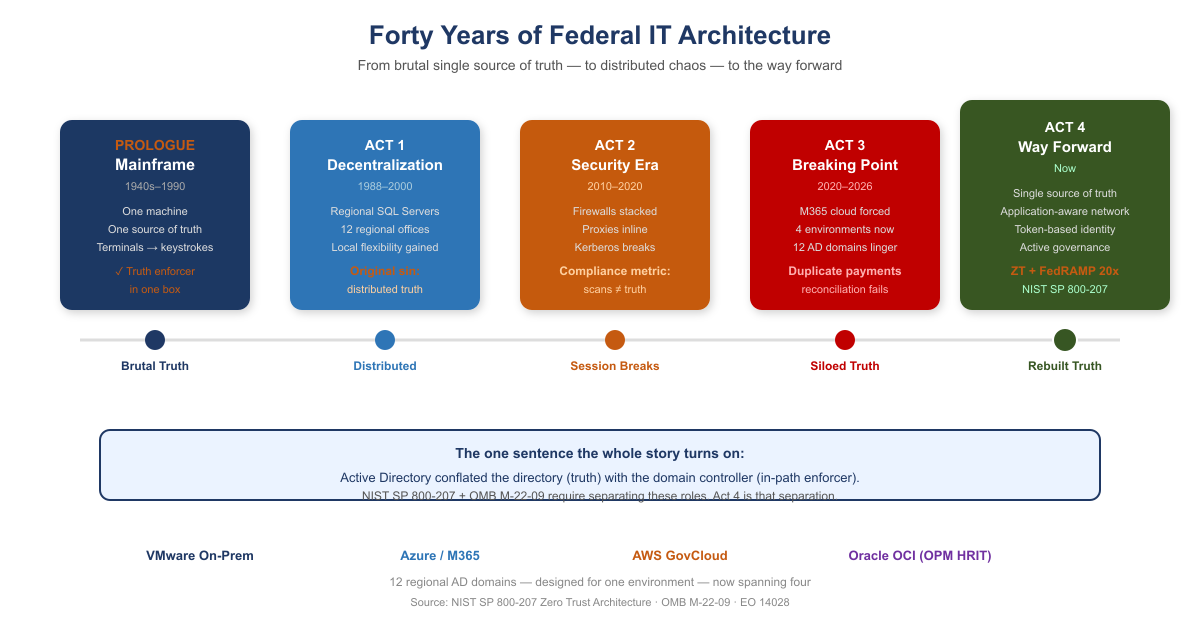 Forty Years of Federal IT Architecture
From brutal single source of truth — to distributed chaos — to the way forward
PROLOGUE
Mainframe
1940s–1990
One machine
One source of truth
Terminals → keystrokes
✓ Truth enforcer
in one box
ACT 1
Decentralization
1988–2000
Regional SQL Servers
12 regional offices
Local flexibility gained
Original sin:
distributed truth
ACT 2
Security Era
2010–2020
Firewalls stacked
Proxies inline
Kerberos breaks
Compliance metric:
scans ≠ truth
ACT 3
Breaking Point
2020–2026
M365 cloud forced
4 environments now
12 AD domains linger
Duplicate payments
reconciliation fails
ACT 4
Way Forward
Now
Single source of truth
Application-aware network
Token-based identity
Active governance
ZT + FedRAMP 20x
NIST SP 800-207
Brutal Truth
Distributed
Session Breaks
Siloed Truth
Rebuilt Truth
The one sentence the whole story turns on:
Active Directory conflated the directory (truth) with the domain controller (in-path enforcer).
NIST SP 800-207 + OMB M-22-09 require separating these roles. Act 4 is that separation.
VMware On-Prem
Azure / M365
AWS GovCloud
Oracle OCI (OPM HRIT)
12 regional AD domains — designed for one environment — now spanning four
Source: NIST SP 800-207 Zero Trust Architecture · OMB M-22-09 · EO 14028